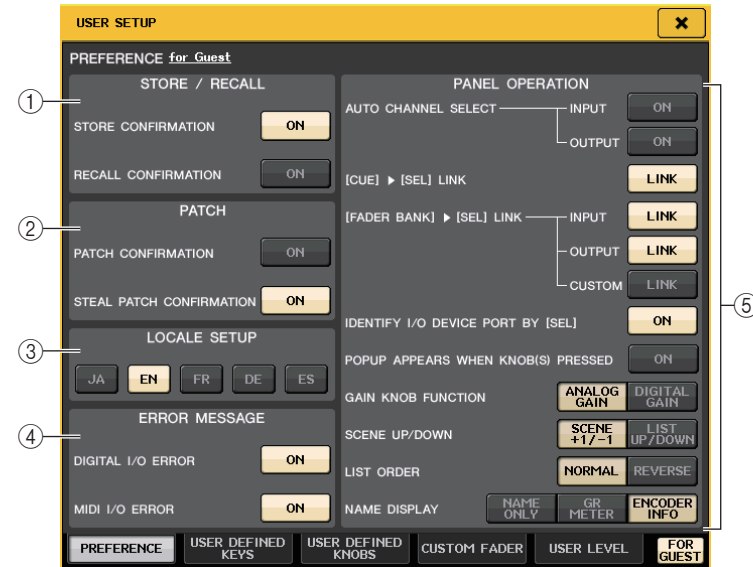 USER SETUP
×
PREFERENCE for Guest
STORE / RECALL
① STORE CONFIRMATION ON
RECALL CONFIRMATION ON
PATCH
② PATCH CONFIRMATION ON
STEAL PATCH CONFIRMATION ON
LOCALE SETUP
③ JA EN FR DE ES
ERROR MESSAGE
④ DIGITAL I/O ERROR ON
MIDI I/O ERROR ON
PANEL OPERATION
⑤
AUTO CHANNEL SELECT INPUT ON
OUTPUT ON
[CUE] ▶ [SEL] LINK LINK
[FADER BANK] ▶ [SEL] LINK INPUT LINK
OUTPUT LINK
CUSTOM LINK
IDENTIFY I/O DEVICE PORT BY [SEL] ON
POPUP APPEARS WHEN KNOB(S) PRESSED ON
GAIN KNOB FUNCTION ANALOG GAIN DIGITAL GAIN
SCENE UP/DOWN SCENE +1/-1 LIST UP/DOWN
LIST ORDER NORMAL REVERSE
NAME DISPLAY NAME ONLY GR METER ENCODER INFO
PREFERENCE USER DEFINED KEYS USER DEFINED KNOBS CUSTOM FADER USER LEVEL FOR GUEST